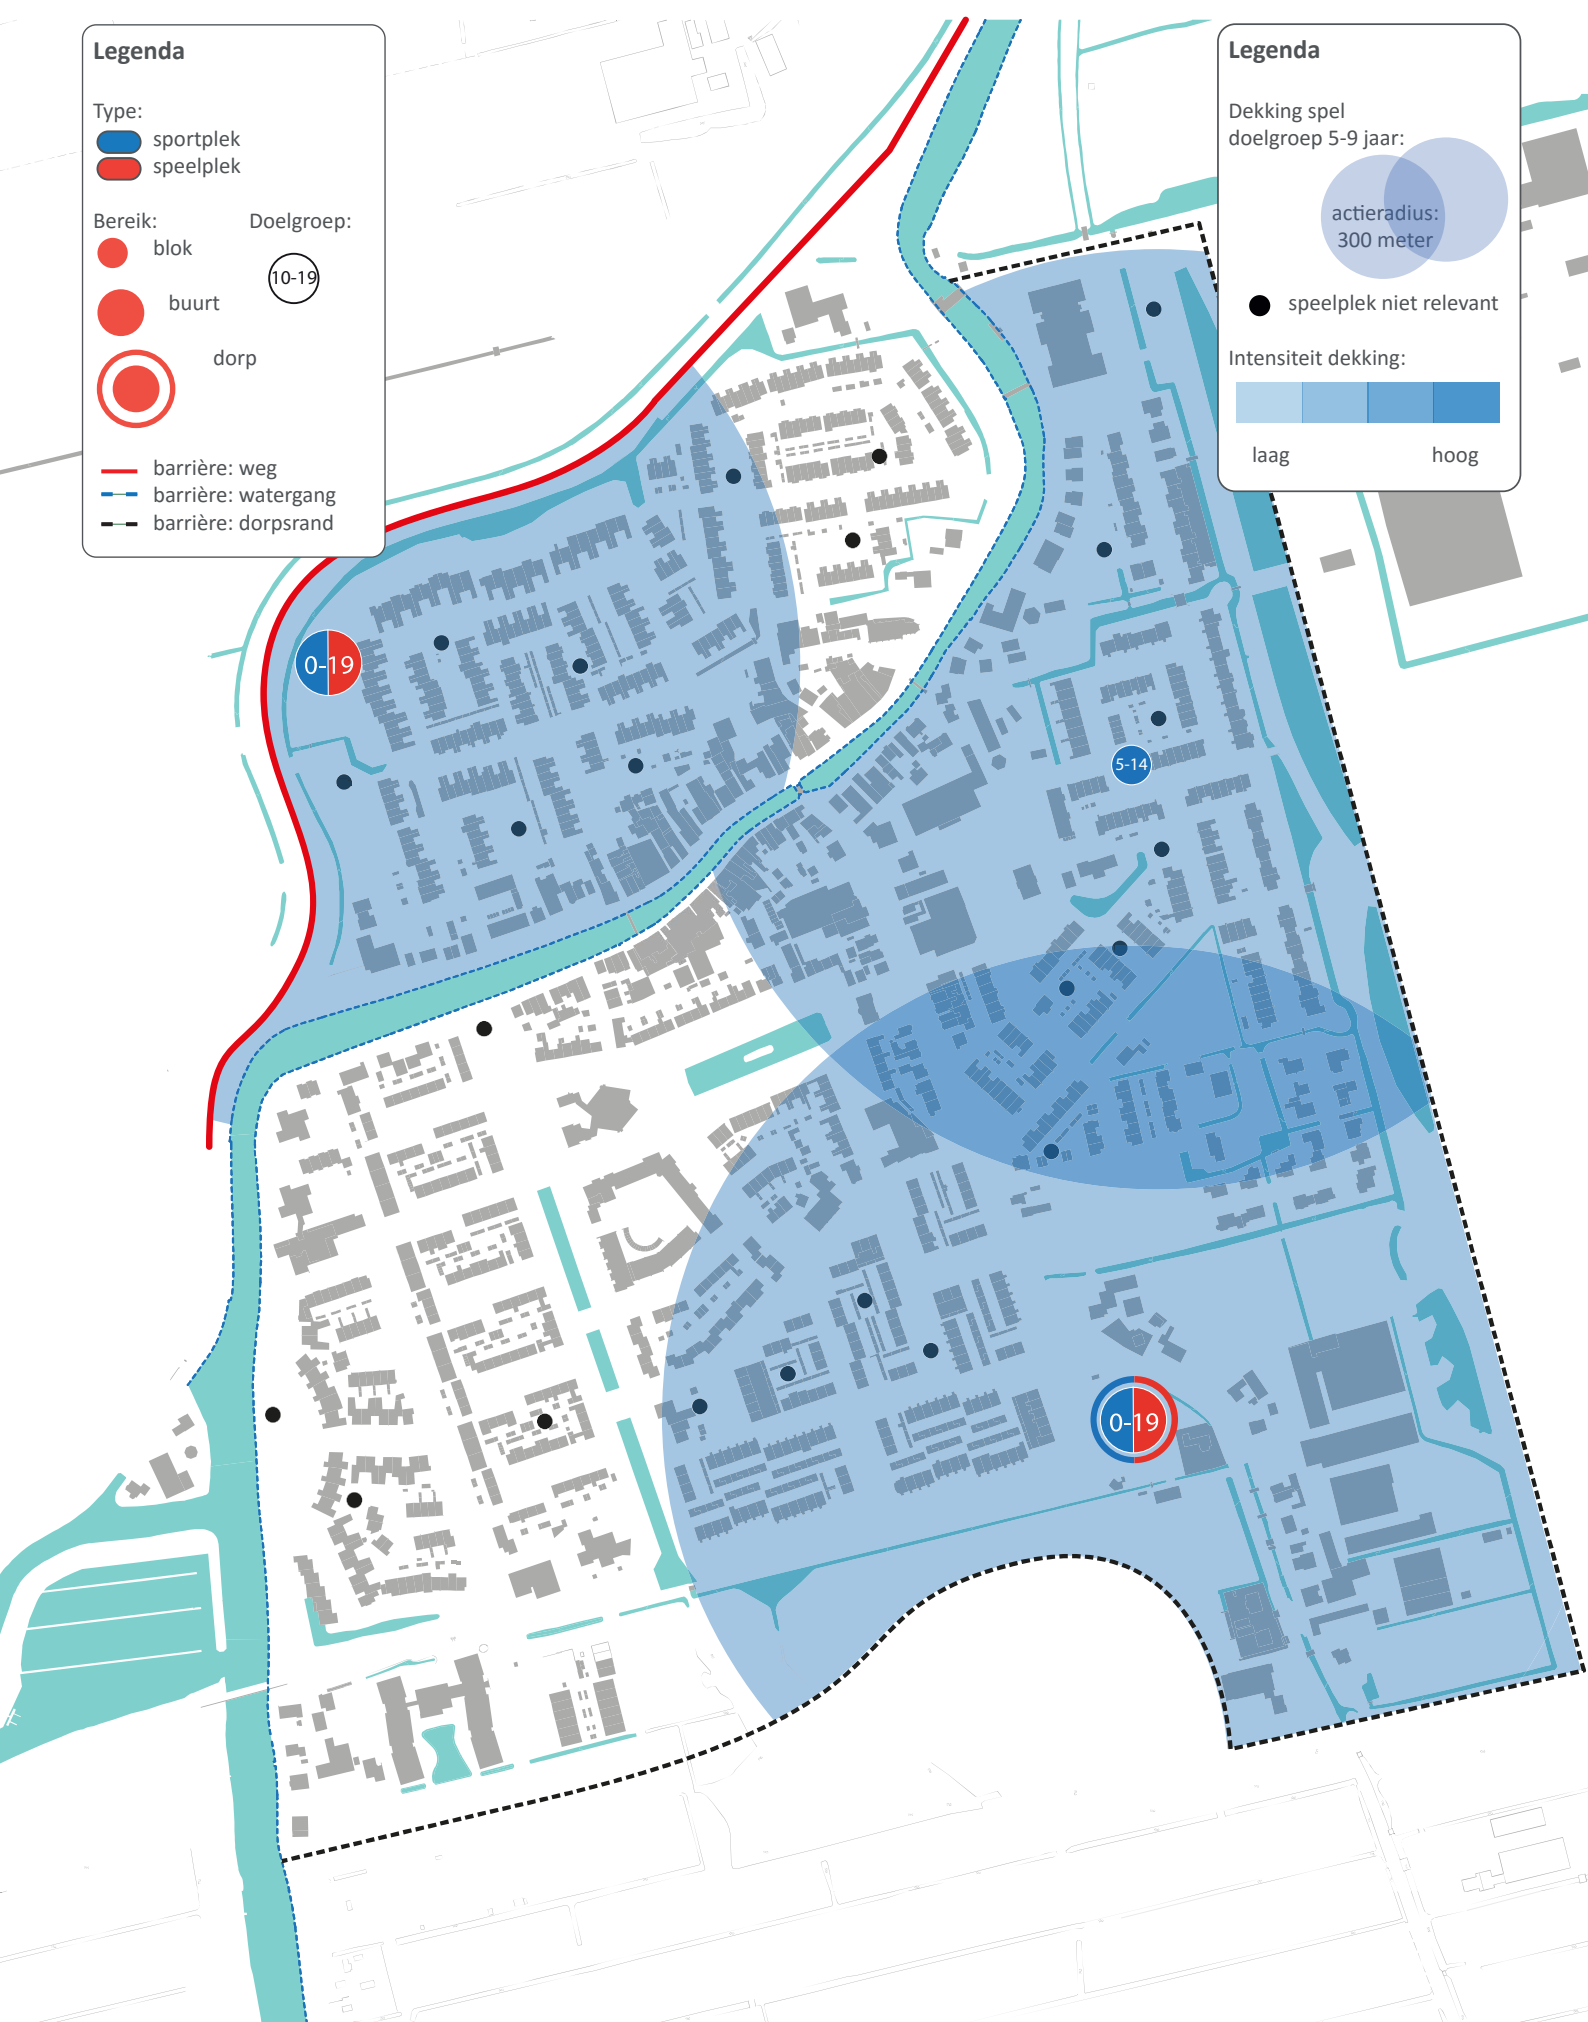 Legenda
Type:
sportplek
speelplek
Bereik:
Doelgroep:
blok
10-19
buurt
dorp
barrière: weg
barrière: watergang
barrière: dorpsrand
Legenda
Dekking spel
doelgroep 5-9 jaar:
actieradius:
300 meter
speelplek niet relevant
Intensiteit dekking:
laag
hoog
0-19
5-14
0-19